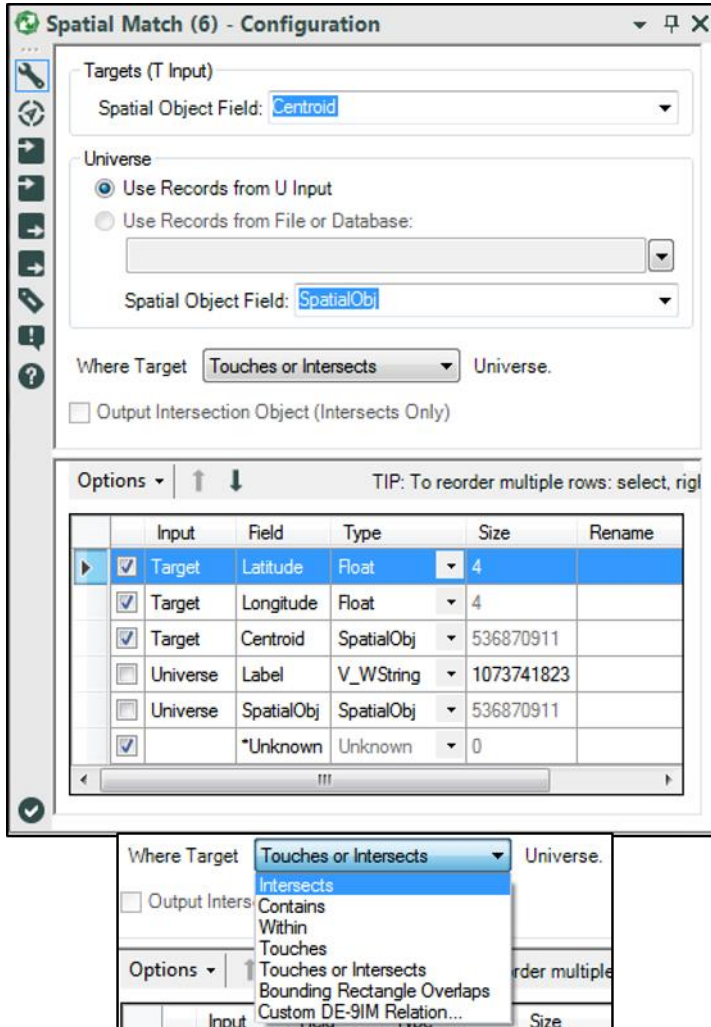 Spatial Match (6) - Configuration
Targets (T Input)
Spatial Object Field: Centroid
Universe
Use Records from U Input
Use Records from File or Database:
Spatial Object Field: SpatialObj
Where Target Touches or Intersects Universe.
Output Intersection Object (Intersects Only)
Options TIP: To reorder multiple rows: select, rigl
Input Field Type Size Rename
Target Latitude Float 4
Target Longitude Float 4
Target Centroid SpatialObj 536870911
Universe Label V_WString 1073741823
Universe SpatialObj SpatialObj 536870911
*Unknown Unknown 0
Where Target Touches or Intersects Universe.
Intersects
Output Inters
Contains
Within
Touches
Options Touches or Intersects rder multiple
Bounding Rectangle Overlaps
Custom DE-9IM Relation...
Input Size